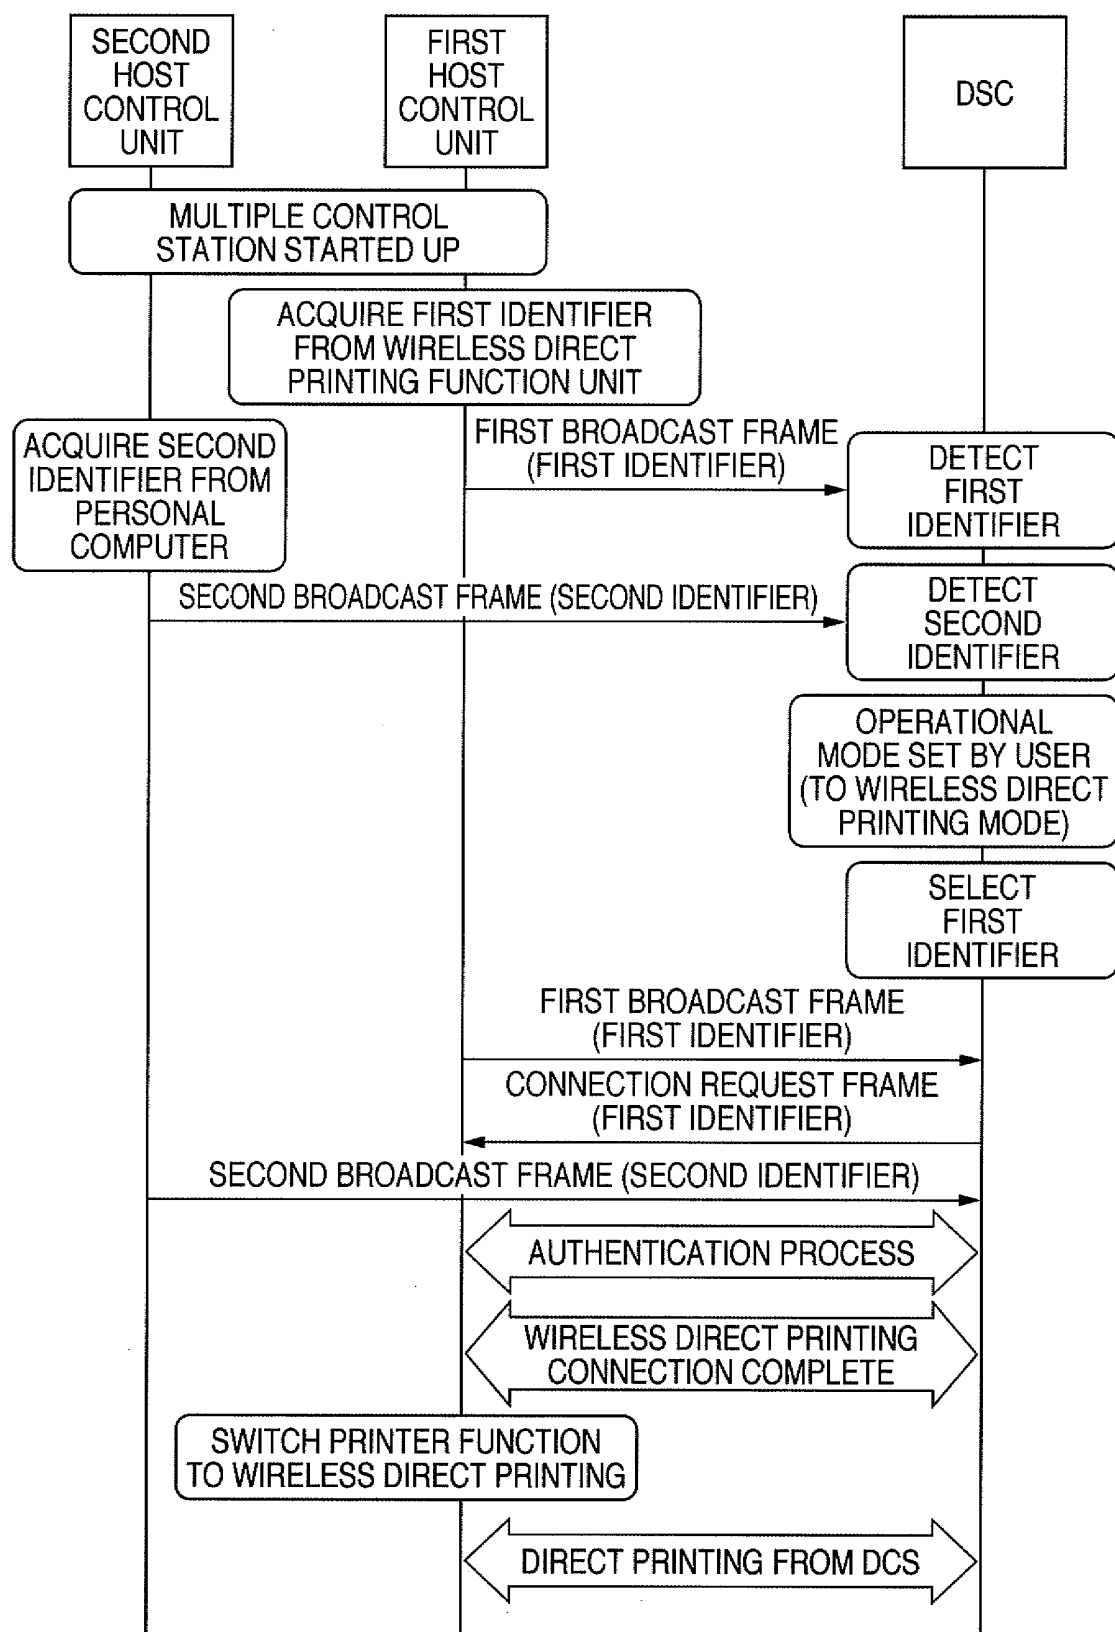 SECOND
HOST
CONTROL
UNIT
FIRST
HOST
CONTROL
UNIT
DSC
MULTIPLE CONTROL
STATION STARTED UP
ACQUIRE FIRST IDENTIFIER
FROM WIRELESS DIRECT
PRINTING FUNCTION UNIT
ACQUIRE SECOND
IDENTIFIER FROM
PERSONAL
COMPUTER
FIRST BROADCAST FRAME
(FIRST IDENTIFIER)
DETECT
FIRST
IDENTIFIER
SECOND BROADCAST FRAME (SECOND IDENTIFIER)
DETECT
SECOND
IDENTIFIER
OPERATIONAL
MODE SET BY USER
(TO WIRELESS DIRECT
PRINTING MODE)
SELECT
FIRST
IDENTIFIER
FIRST BROADCAST FRAME
(FIRST IDENTIFIER)
CONNECTION REQUEST FRAME
(FIRST IDENTIFIER)
SECOND BROADCAST FRAME (SECOND IDENTIFIER)
AUTHENTICATION PROCESS
WIRELESS DIRECT PRINTING
CONNECTION COMPLETE
SWITCH PRINTER FUNCTION
TO WIRELESS DIRECT PRINTING
DIRECT PRINTING FROM DCS